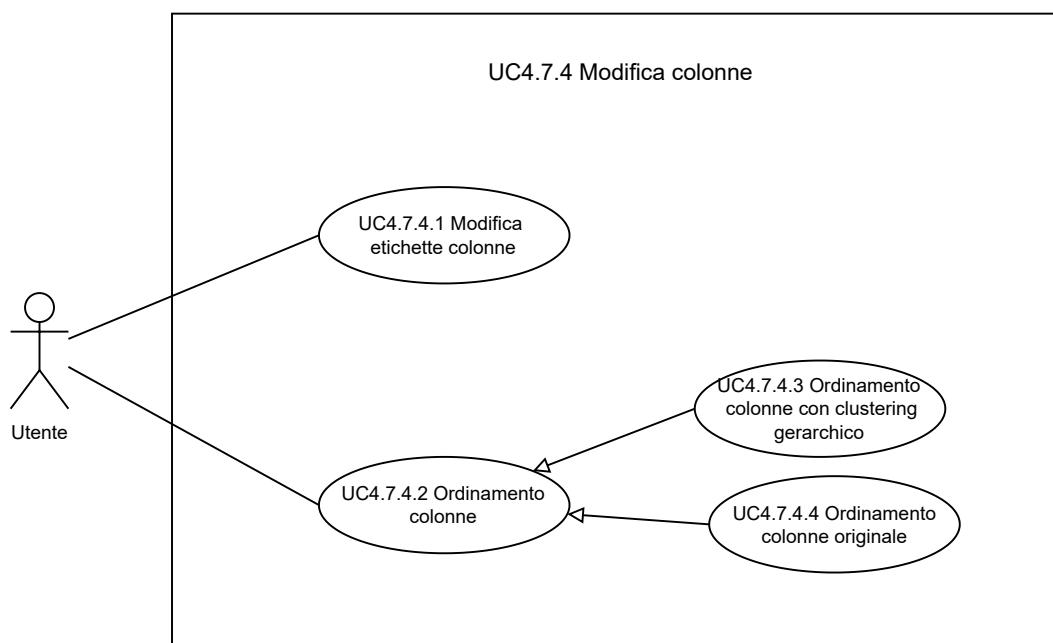 UC4.7.4 Modifica colonne
UC4.7.4.1 Modifica
etichette colonne
Utente
UC4.7.4.2 Ordinamento
colonne
UC4.7.4.3 Ordinamento
colonne con clustering
gerarchico
UC4.7.4.4 Ordinamento
colonne originale